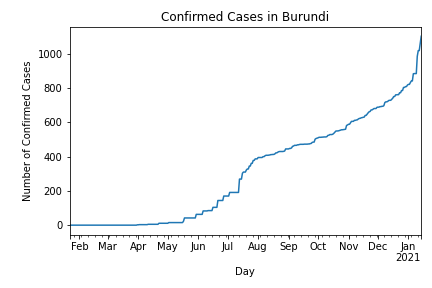 Confirmed Cases in Burundi
Number of Confirmed Cases
1000
800
600
400
200
0
Feb Mar Apr May Jun Jul Aug Sep Oct Nov Dec Jan
2021
Day